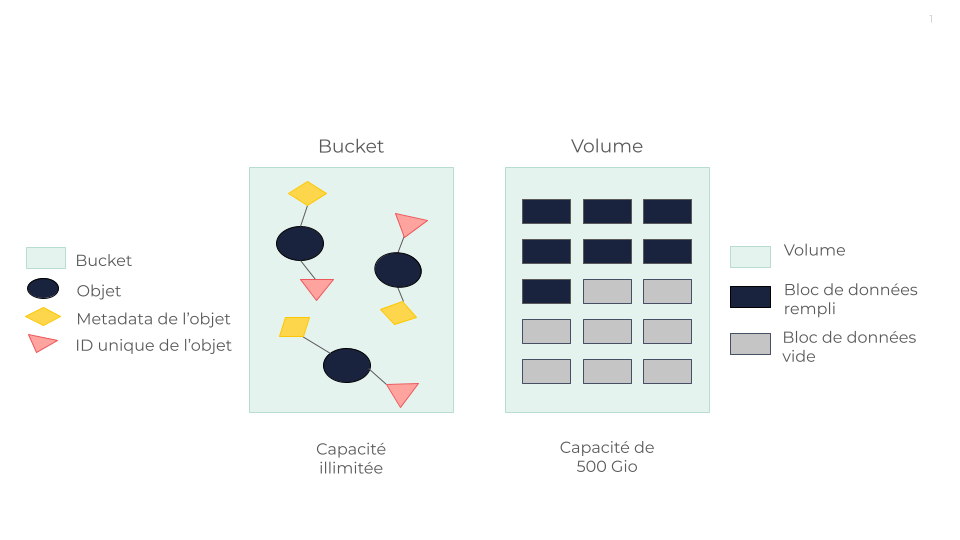 1
Bucket
Volume
Bucket
Objet
Metadata de l’objet
ID unique de l’objet
Volume
Bloc de données
rempli
Bloc de données
vide
Capacité
illimitée
Capacité de
500 Gio